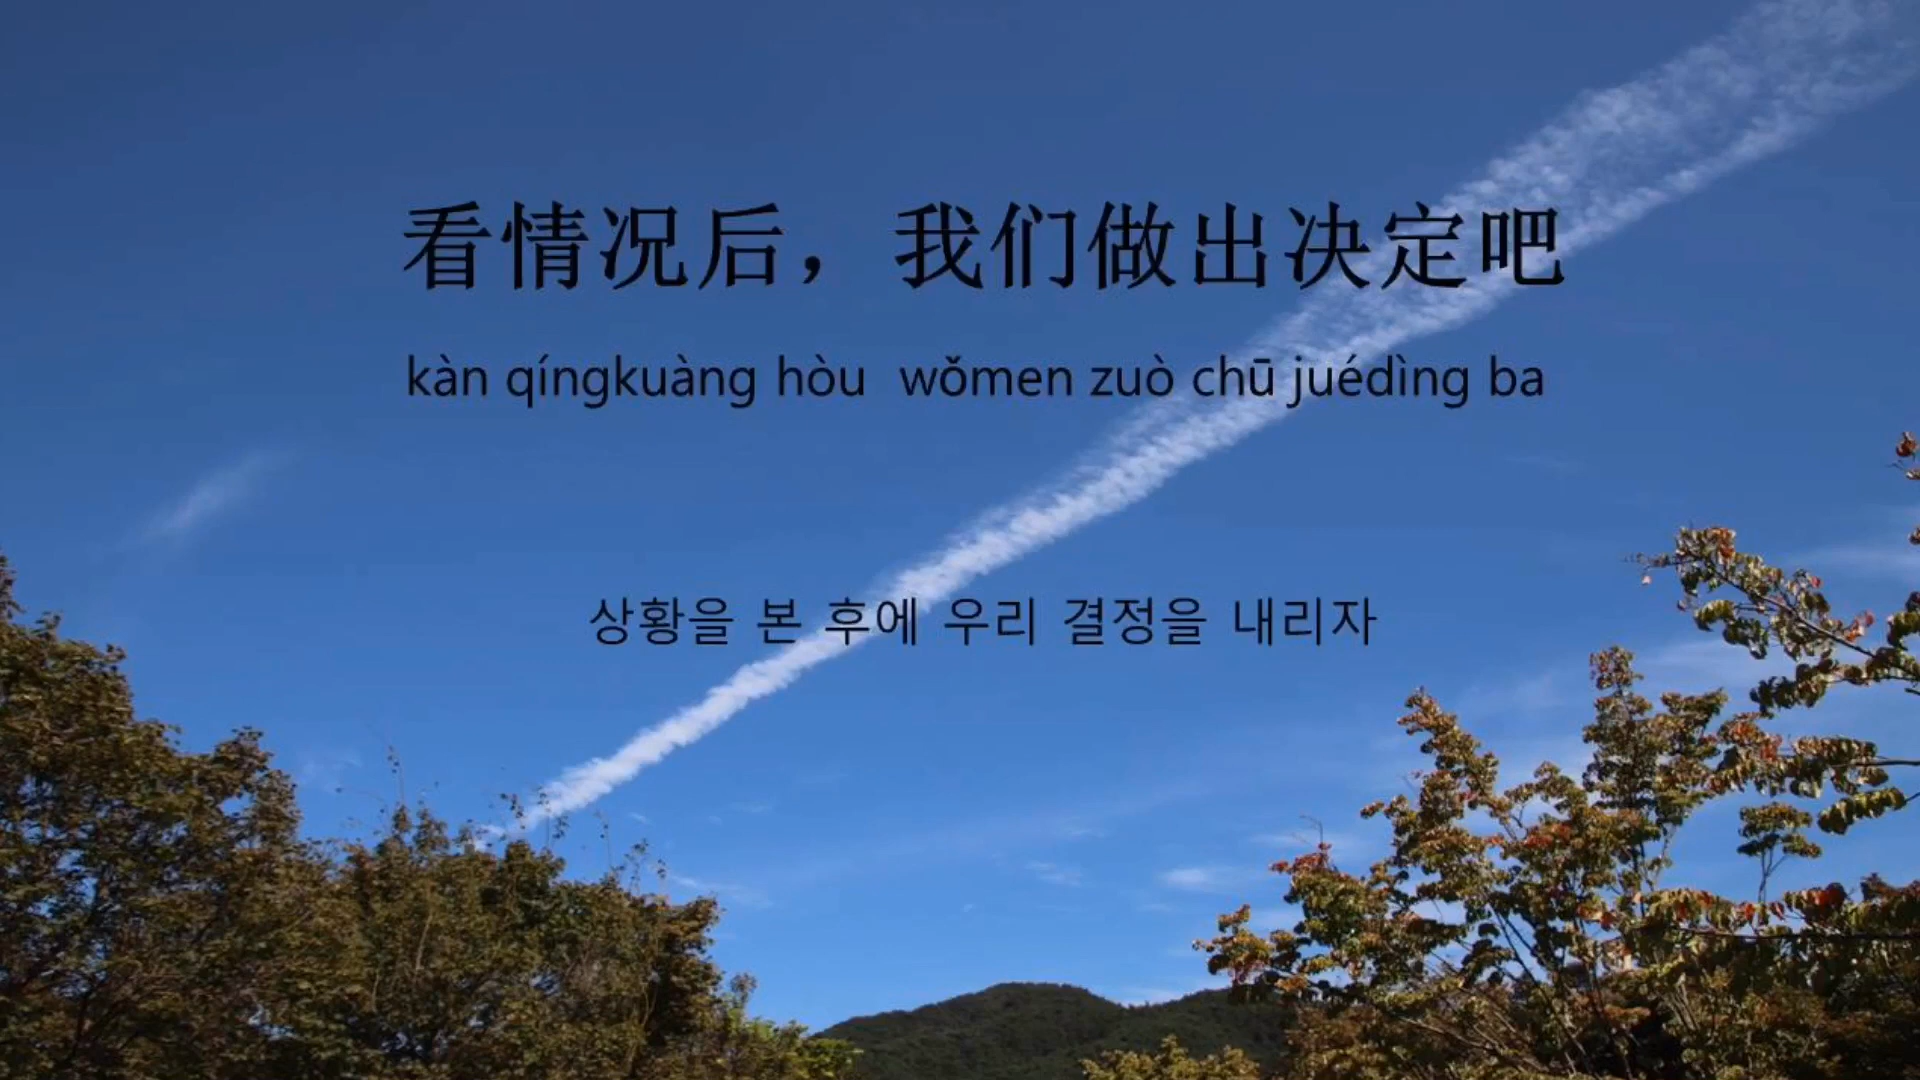 看情况后，我们做出决定吧
kàn qíngkuàng hòu  wǒmen zuò chū juédìng ba
상황을 본 후에 우리 결정을 내리자